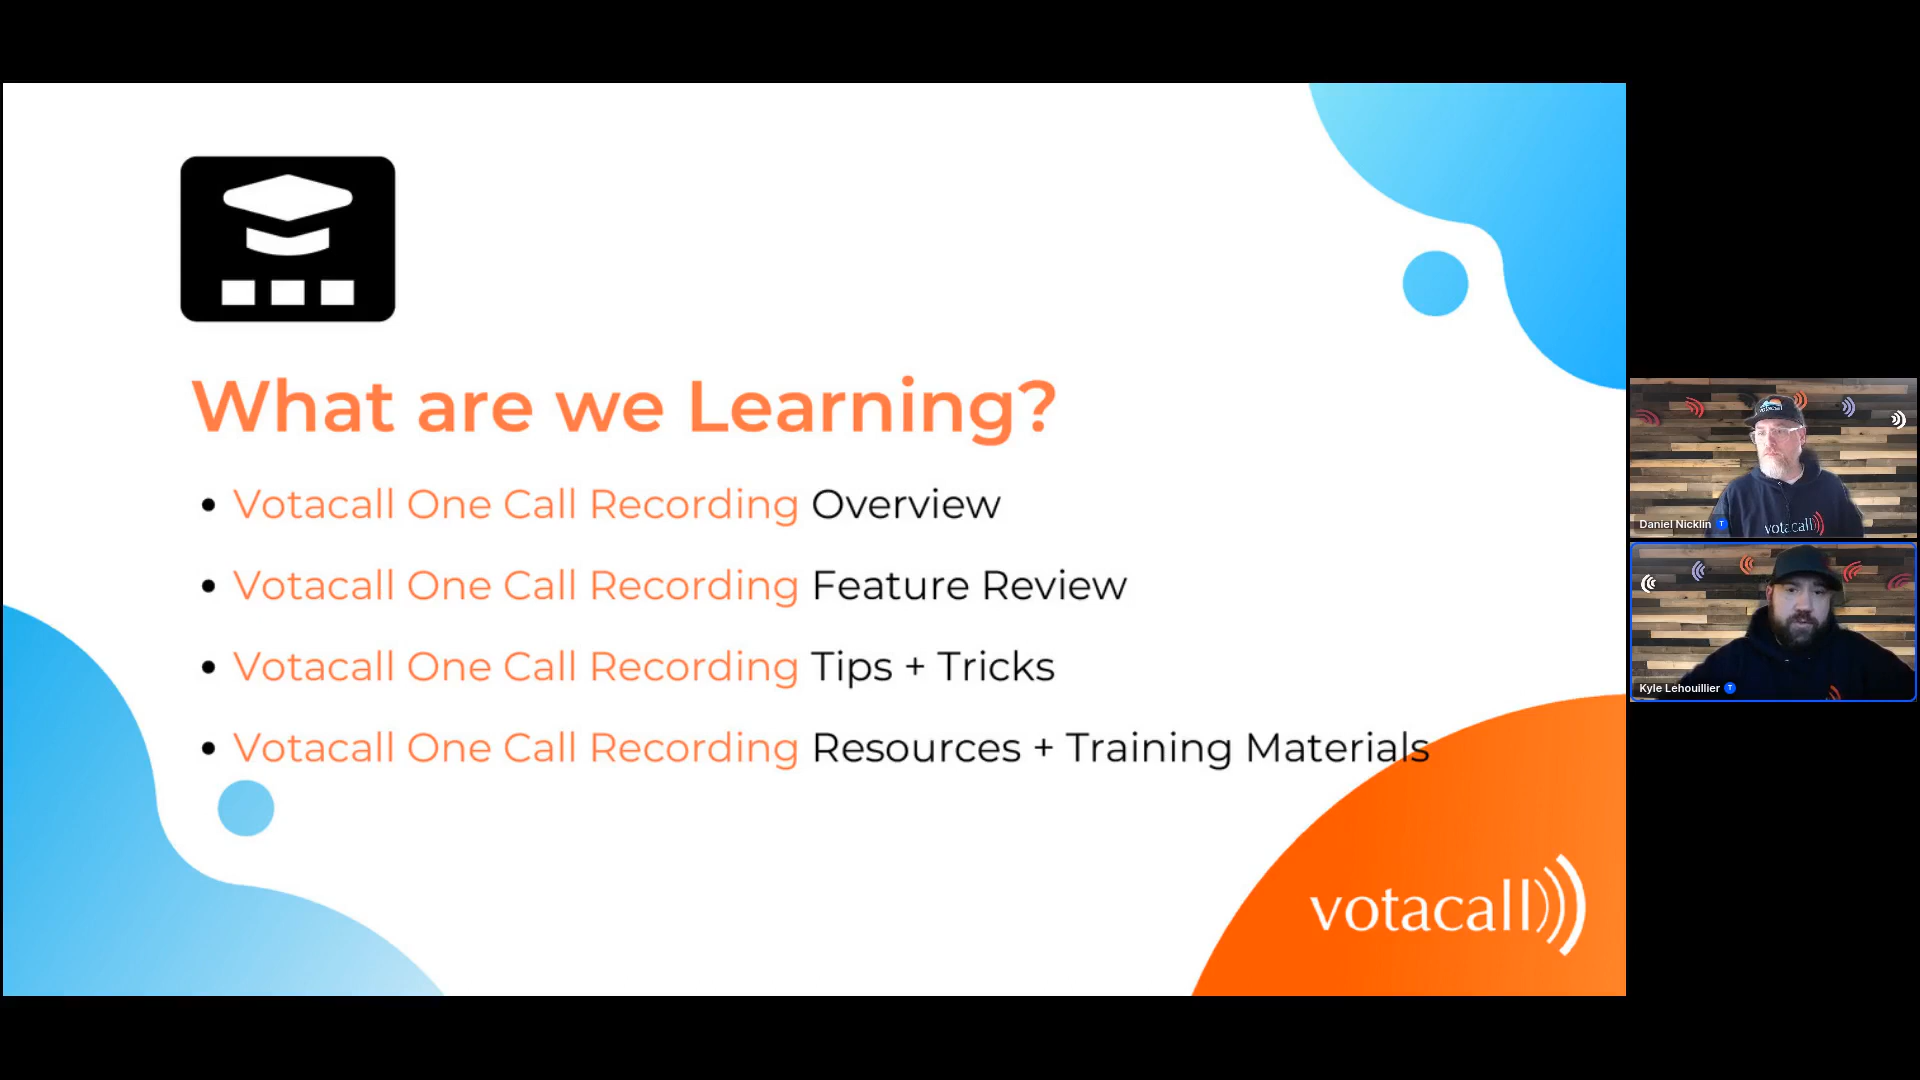 What are we Learning?
Votacall One Call Recording Overview
Votacall One Call Recording Feature Review
Votacall One Call Recording Tips + Tricks
Votacall One Call Recording Resources + Training Materials
votacall
votacall
Daniel Nicklin T
votacall
Kyle Lehouillier T